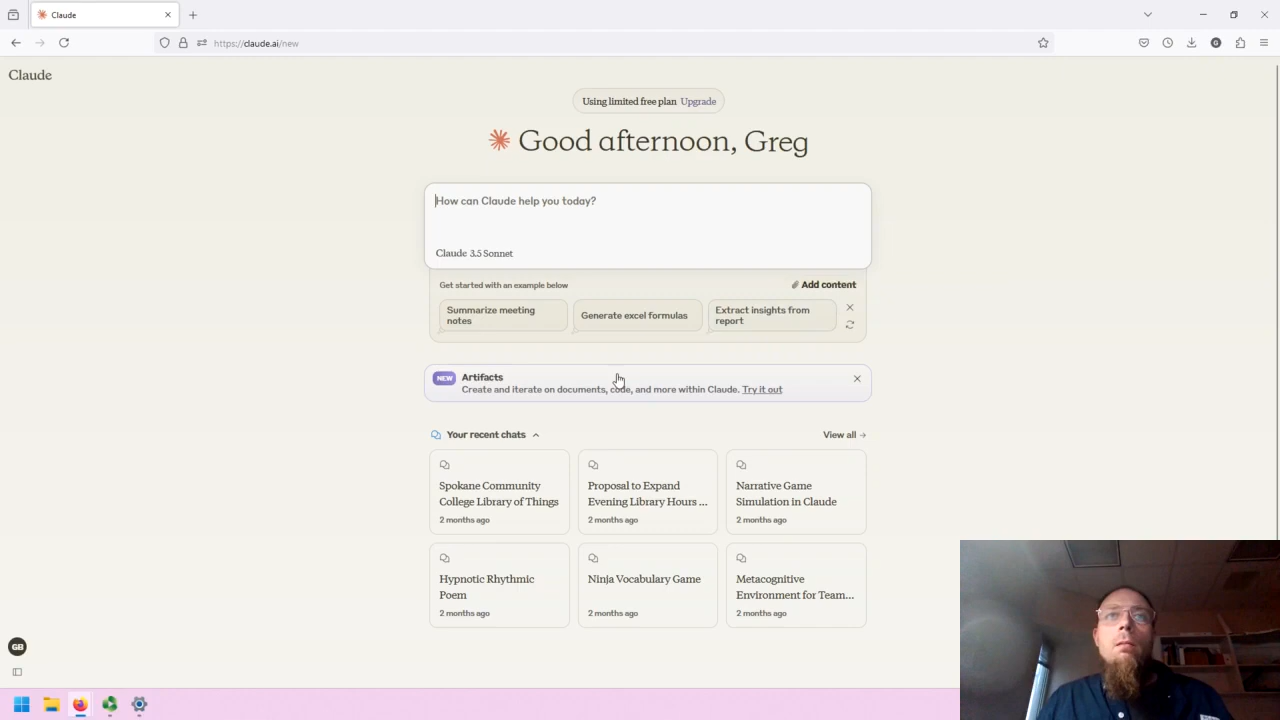 Claude
https://claude.ai/new
G
Claude
Using limited free plan Upgrade
Good afternoon, Greg
How can Claude help you today?
Claude 3.5 Sonnet
Get started with an example below
Add content
Summarize meeting
notes
Generate excel formulas
Extract insights from
report
NEW
Artifacts
Create and iterate on documents, code, and more within Claude. Try it out
Your recent chats
View all
Spokane Community
College Library of Things
2 months ago
Proposal to Expand
Evening Library Hours ...
2 months ago
Narrative Game
Simulation in Claude
2 months ago
Hypnotic Rhythmic
Poem
2 months ago
Ninja Vocabulary Game
2 months ago
Metacognitive
Environment for Team...
2 months ago
GB